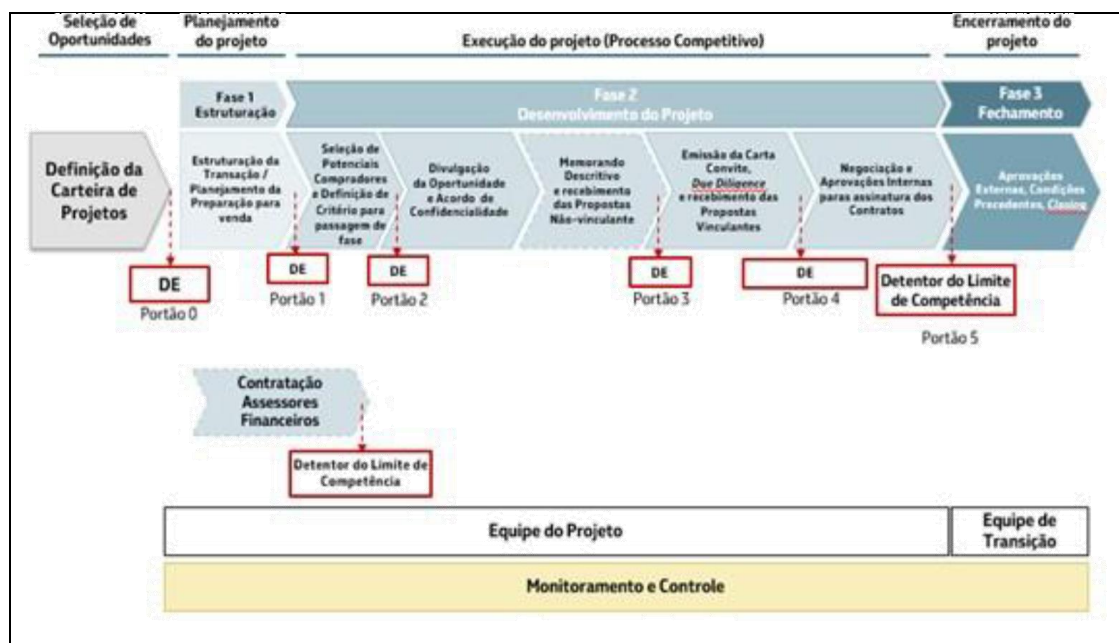 Seleção de
Oportunidades
Planejamento
do projeto
Execução do projeto (Processo Competitivo)
Encerramento do
projeto
Fase 1
Estruturação
Fase 2
Desenvolvimento do Projeto
Fase 3
Fechamento
Definição da
Carteira de
Projetos
Estruturação da
Transação /
Planejamento da
Preparação para
venda
Seleção de
Potenciais
Compradores
e Definição de
Critério para
passagem de
fase
Divulgação
da Oportunidade
e Acordo de
Confidencialidade
Memorando
Descritivo
e recebimento
das Propostas
Não-vinculante
Emissão da Carta
Convite,
Due Diligence
e recebimento das
Propostas
Vinculantes
Negociação e
Aprovações Internas
paras assinatura dos
Contratos
Aprovações
Externas, Condições
Precedentes, Closing
DE
Portão 0
DE
Portão 1
DE
Portão 2
DE
Portão 3
DE
Portão 4
Detentor do Limite
de Competência
Portão 5
Contratação
Assessores
Financeiros
Detentor do Limite de
Competência
Equipe do Projeto
Equipe de
Transição
Monitoramento e Controle